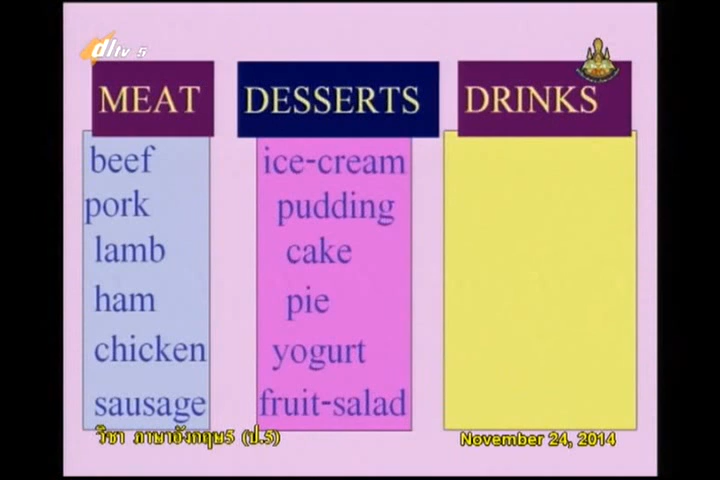 dltv 5
MEAT
DESSERTS
DRINKS
beef
pork
lamb
ham
chicken
sausage
ice-cream
pudding
cake
pie
yogurt
fruit-salad
วิชา ภาษาอังกฤษ5 (ป.5)
November 24, 2014